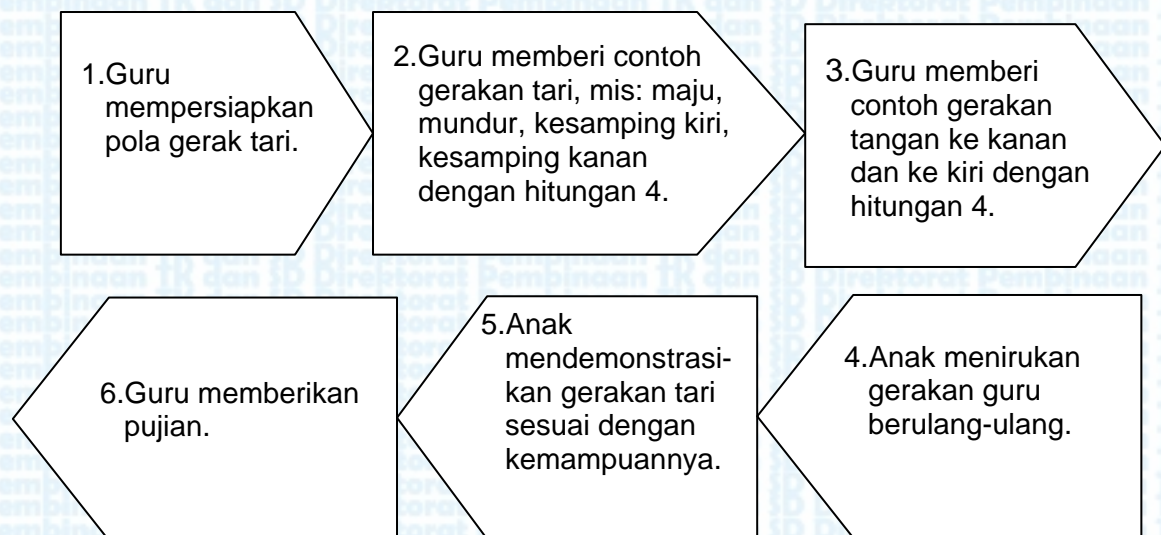 1.Guru
mempersiapkan
pola gerak tari.
2.Guru memberi contoh
gerakan tari, mis: maju,
mundur, kesamping kiri,
kesamping kanan
dengan hitungan 4.
3.Guru memberi
contoh gerakan
tangan ke kanan
dan ke kiri dengan
hitungan 4.
4.Anak menirukan
gerakan guru
berulang-ulang.
5.Anak
mendemonstrasi-
kan gerakan tari
sesuai dengan
kemampuannya.
6.Guru memberikan
pujian.